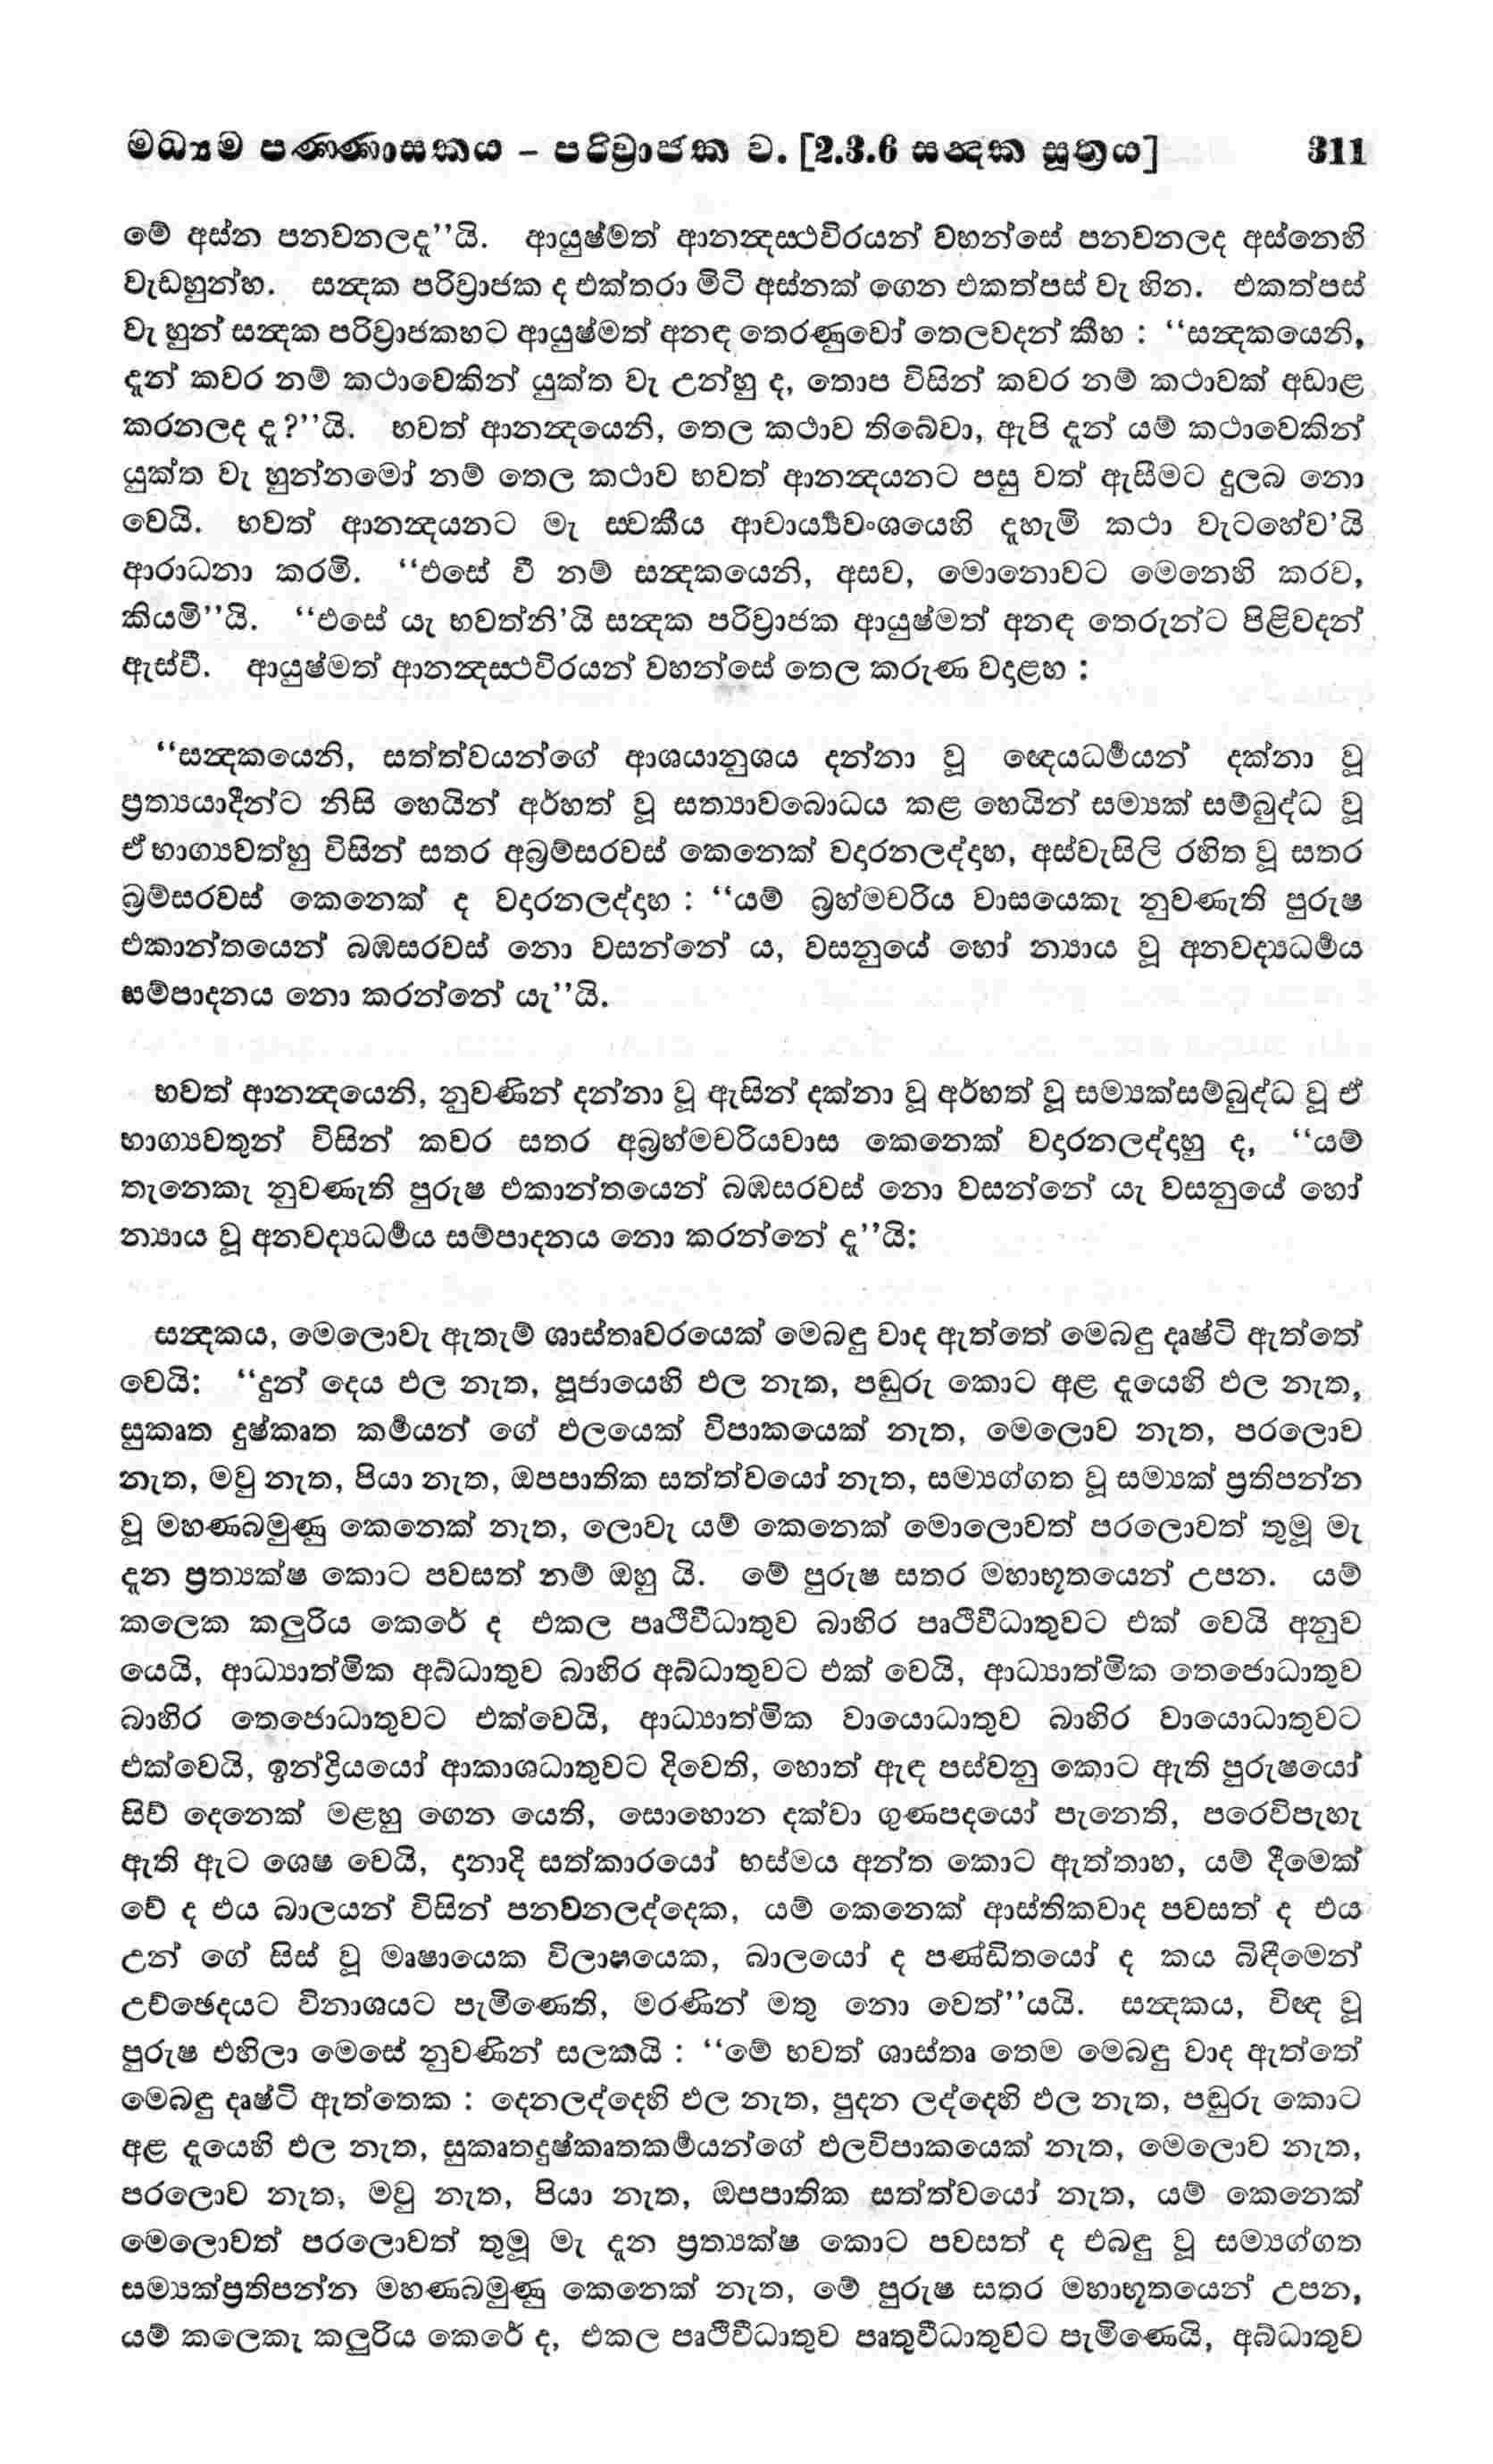 මධ්‍යම පණ්ණාසකය – පරිව්‍රාජක ව. [2.3.6 සන්‍දක සූත්‍රය] 311
මේ අස්න පනවනලදැ’’යි. ආයුෂ්මත් ආනන්‍දස්ථවිරයන් වහන්සේ පනවනලද අස්නෙහි
වැඩහුන්හ. සන්‍දක පරිව්‍රාජක ද එක්තරා මිටි අස්නක් ගෙන එකත්පස් වැ හින. එකත්පස්
වැ හුන් සන්‍දක පරිව්‍රාජකහට ආයුෂ්මත් අනඳ තෙරණුවෝ තෙලවදන් කීහ : ‘‘සන්‍දකයෙනි,
දැන් කවර නම් කථාවෙකින් යුක්ත වැ උන්හු ද, තොප විසින් කවර නම් කථාවක් අඩාළ
කරනලද දැ?’’යි. භවත් ආනන්‍දයෙනි, තෙල කථාව තිබේවා, ඇපි දැන් යම් කථාවෙකින්
යුක්ත වැ හුන්නමෝ නම් තෙල කථාව භවත් ආනන්‍දයනට පසු වත් ඇසීමට දුලබ නො
වෙයි. භවත් ආනන්‍දයනට මැ ස්වකීය ආචාර්‍ය්‍යවංශයෙහි දැහැමි කථා වැටහේව’යි
ආරාධනා කරමි. ‘‘එසේ වී නම් සන්‍දකයෙනි, අසව, මොනොවට මෙනෙහි කරව,
කියමි’’යි. ‘‘එසේ යැ භවත්නි’යි සන්‍දක පරිව්‍රාජක ආයුෂ්මත් අනඳ තෙරුන්ට පිළිවදන්
ඇස්වී. ආයුෂ්මත් ආනන්‍දස්ථවිරයන් වහන්සේ තෙල කරුණ වදාළහ :
‘‘සන්‍දකයෙනි, සත්ත්වයන්ගේ ආශයානුශය දන්නා වූ ඥෙයධර්‍මයන් දක්නා වූ
ප්‍රත්‍යයාදීන්ට නිසි හෙයින් අර්හත් වූ සත්‍යාවබොධය කළ හෙයින් සම්‍යක් සම්බුද්ධ වූ
ඒ භාග්‍යවත්හු විසින් සතර අබ්‍රම්සරවස් කෙනෙක් වදාරනලද්දාහ, අස්වැසිලි රහිත වූ සතර
බ්‍රම්සරවස් කෙනෙක් ද වදාරනලද්දාහ : ‘‘යම් බ්‍රහ්මචරිය වාසයෙකැ නුවණැති පුරුෂ
එකාන්තයෙන් බඹසරවස් නො වසන්නේ ය, වසනුයේ හෝ න්‍යාය වූ අනවද්‍යධර්‍මය
සම්පාදනය නො කරන්නේ යැ’’යි.
භවත් ආනන්‍දයෙනි, නුවණින් දන්නා වූ ඇසින් දක්නා වූ අර්හත් වූ සම්‍යක්සම්බුද්ධ වූ ඒ
භාග්‍යවතුන් විසින් කවර සතර අබ්‍රහ්මචරියවාස කෙනෙක් වදාරනලද්දාහු ද, ‘‘යම්
තැනෙකැ නුවණැති පුරුෂ එකාන්තයෙන් බඹසරවස් නො වසන්නේ යැ වසනුයේ හෝ
න්‍යාය වූ අනවද්‍යධර්‍මය සම්පාදනය නො කරන්නේ දැ’’යි:
සන්‍දකය, මෙලොවැ ඇතැම් ශාස්තෘවරයෙක් මෙබඳු වාද ඇත්තේ මෙබඳු දෘෂ්ටි ඇත්තේ
වෙයි: ‘‘දුන් දෙය ඵල නැත, පූජායෙහි ඵල නැත, පඬුරු කොට අළ දැයෙහි ඵල නැත,
සුකෘත දුෂ්කෘත කර්‍මයන් ගේ ඵලයෙක් විපාකයෙක් නැත, මෙලොව නැත, පරලොව
නැත, මවු නැත, පියා නැත, ඔපපාතික සත්ත්වයෝ නැත, සම්‍යග්ගත වූ සම්‍යක් ප්‍රතිපන්න
වූ මහණබමුණු කෙනෙක් නැත, ලොවැ යම් කෙනෙක් මොලොවත් පරලොවත් තුමූ මැ
දැන ප්‍රත්‍යක්ෂ කොට පවසත් නම් ඔහු යි. මේ පුරුෂ සතර මහාභූතයෙන් උපන. යම්
කලෙක කලුරිය කෙරේ ද එකල පෘථිවීධාතුව බාහිර පෘථිවීධාතුවට එක් වෙයි අනුව
යෙයි, ආධ්‍යාත්මික අබ්ධාතුව බාහිර අබ්ධාතුවට එක් වෙයි, ආධ්‍යාත්මික තෙජොධාතුව
බාහිර තෙජොධාතුවට එක්වෙයි, ආධ්‍යාත්මික වායොධාතුව බාහිර වායොධාතුවට
එක්වෙයි, ඉන්ද්‍රියයෝ ආකාශධාතුවට දිවෙති, හොත් ඇඳ පස්වනු කොට ඇති පුරුෂයෝ
සිව් දෙනෙක් මළහු ගෙන යෙති, සොහොන දක්වා ගුණපදයෝ පැනෙති, පරෙවිපැහැ
ඇති ඇට ශෙෂ වෙයි, දානාදි සත්කාරයෝ භස්මය අන්ත කොට ඇත්තාහ, යම් දීමෙක්
වේ ද එය බාලයන් විසින් පනවනලද්දෙක, යම් කෙනෙක් ආස්තිකවාද පවසත් ද එය
උන් ගේ සිස් වූ මෘෂායෙක විලාපයෙක, බාලයෝ ද පණ්ඩිතයෝ ද කය බිඳීමෙන්
උච්ඡෙදයට විනාශයට පැමිණෙති, මරණින් මතු නො වෙත්’’යයි. සන්‍දකය, විඥ වූ
පුරුෂ එහිලා මෙසේ නුවණින් සලකයි : ‘‘මේ භවත් ශාස්තෘ තෙම මෙබඳු වාද ඇත්තේ
මෙබඳු දෘෂ්ටි ඇත්තෙක : දෙනලද්දෙහි ඵල නැත, පුදන ලද්දෙහි ඵල නැත, පඬුරු කොට
අළ දැයෙහි ඵල නැත, සුකෘතදුෂ්කෘතකර්‍මයන්ගේ ඵලවිපාකයෙක් නැත, මෙලොව නැත,
පරලොව නැත, මවු නැත, පියා නැත, ඔපපාතික සත්ත්වයෝ නැත, යම් කෙනෙක්
මෙලොවත් පරලොවත් තුමූ මැ දැන ප්‍රත්‍යක්ෂ කොට පවසත් ද එබඳු වූ සම්‍යග්ගත
සම්‍යක්ප්‍රතිපන්න මහණබමුණු කෙනෙක් නැත, මේ පුරුෂ සතර මහාභූතයෙන් උපන,
යම් කලෙකැ කලුරිය කෙරේ ද, එකල පෘථිවීධාතුව පෘතුවීධාතුවට පැමිණෙයි, අබ්ධාතුව